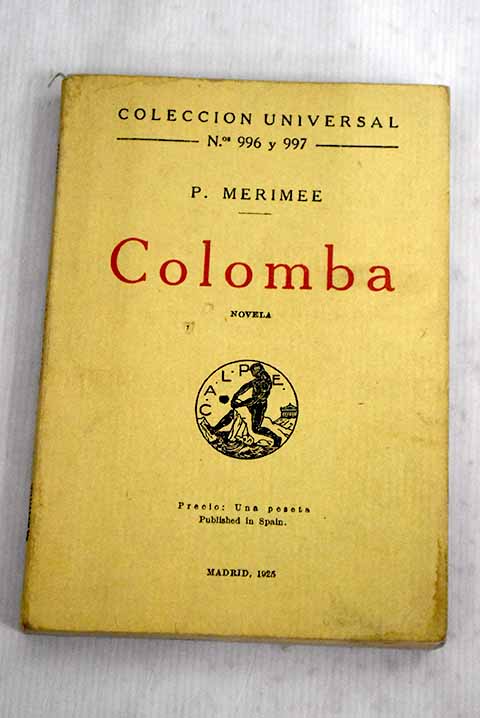 COLECCION UNIVERSAL
N.os 996 y 997
P. MERIMEE
Colomba
NOVELA
C.A.L.P.E.
Precio: Una peseta
Published in Spain.
MADRID, 1925